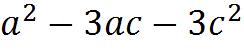 a² − 3ac − 3c²